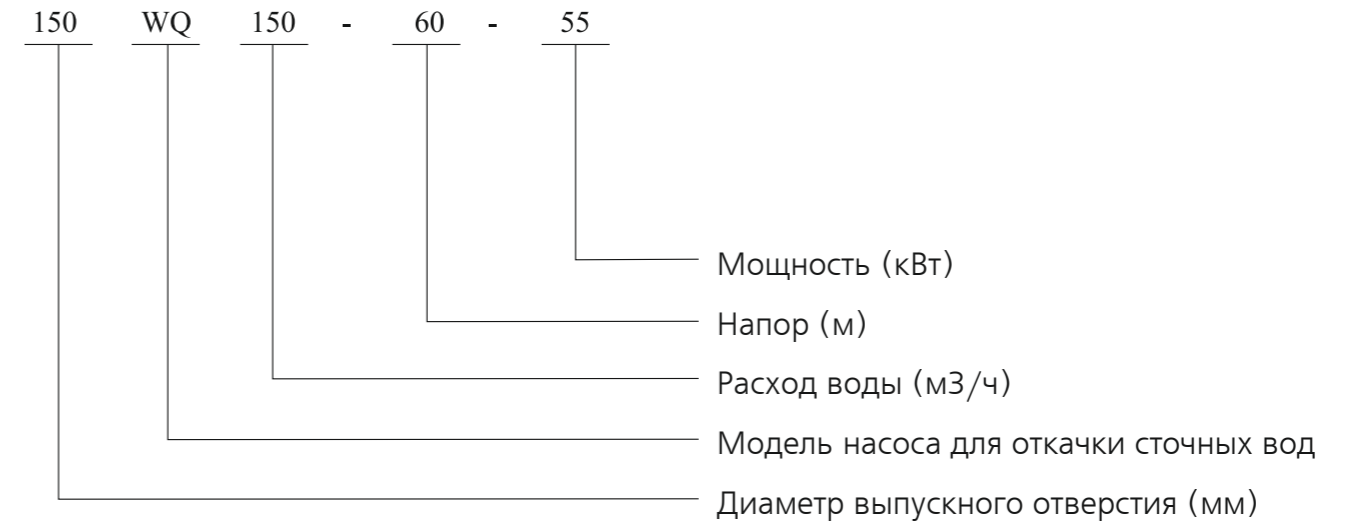 150 WQ 150 - 60 - 55
Мощность (кВт)
Напор (м)
Расход воды (м3/ч)
Модель насоса для откачки сточных вод
Диаметр выпускного отверстия (мм)